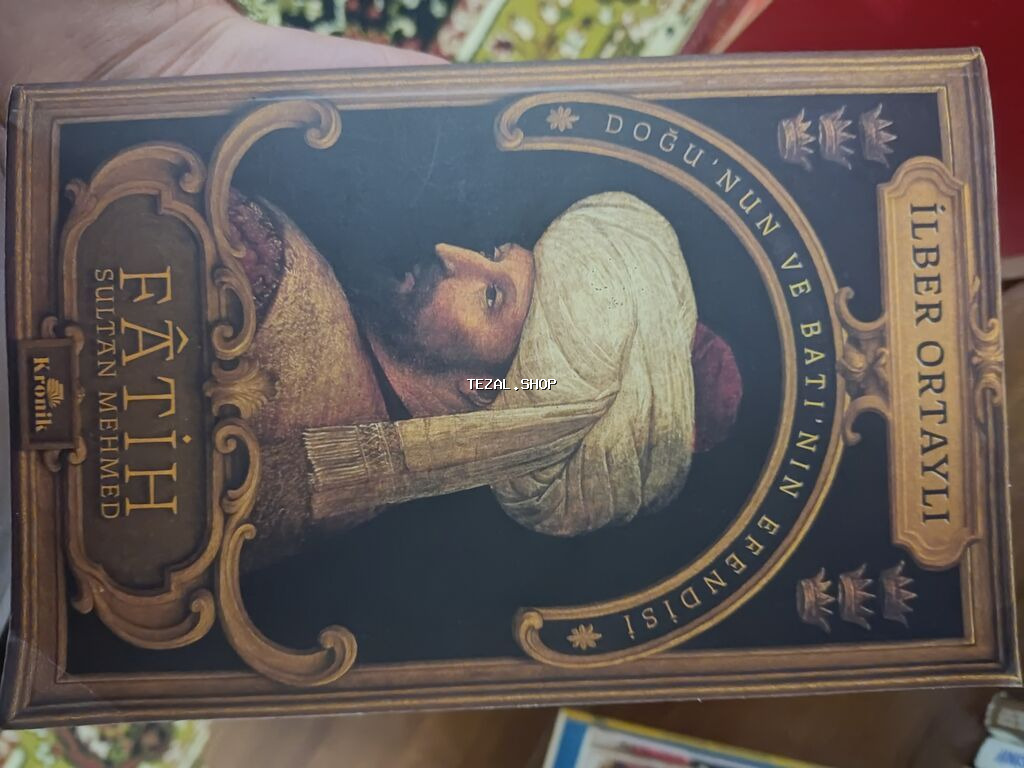 İLBER ORTAYLI
DOĞU'NUN VE BATI'NIN EFENDİSİ
TEZAL.SHOP
FÂTİH
SULTAN MEHMED
Kronik